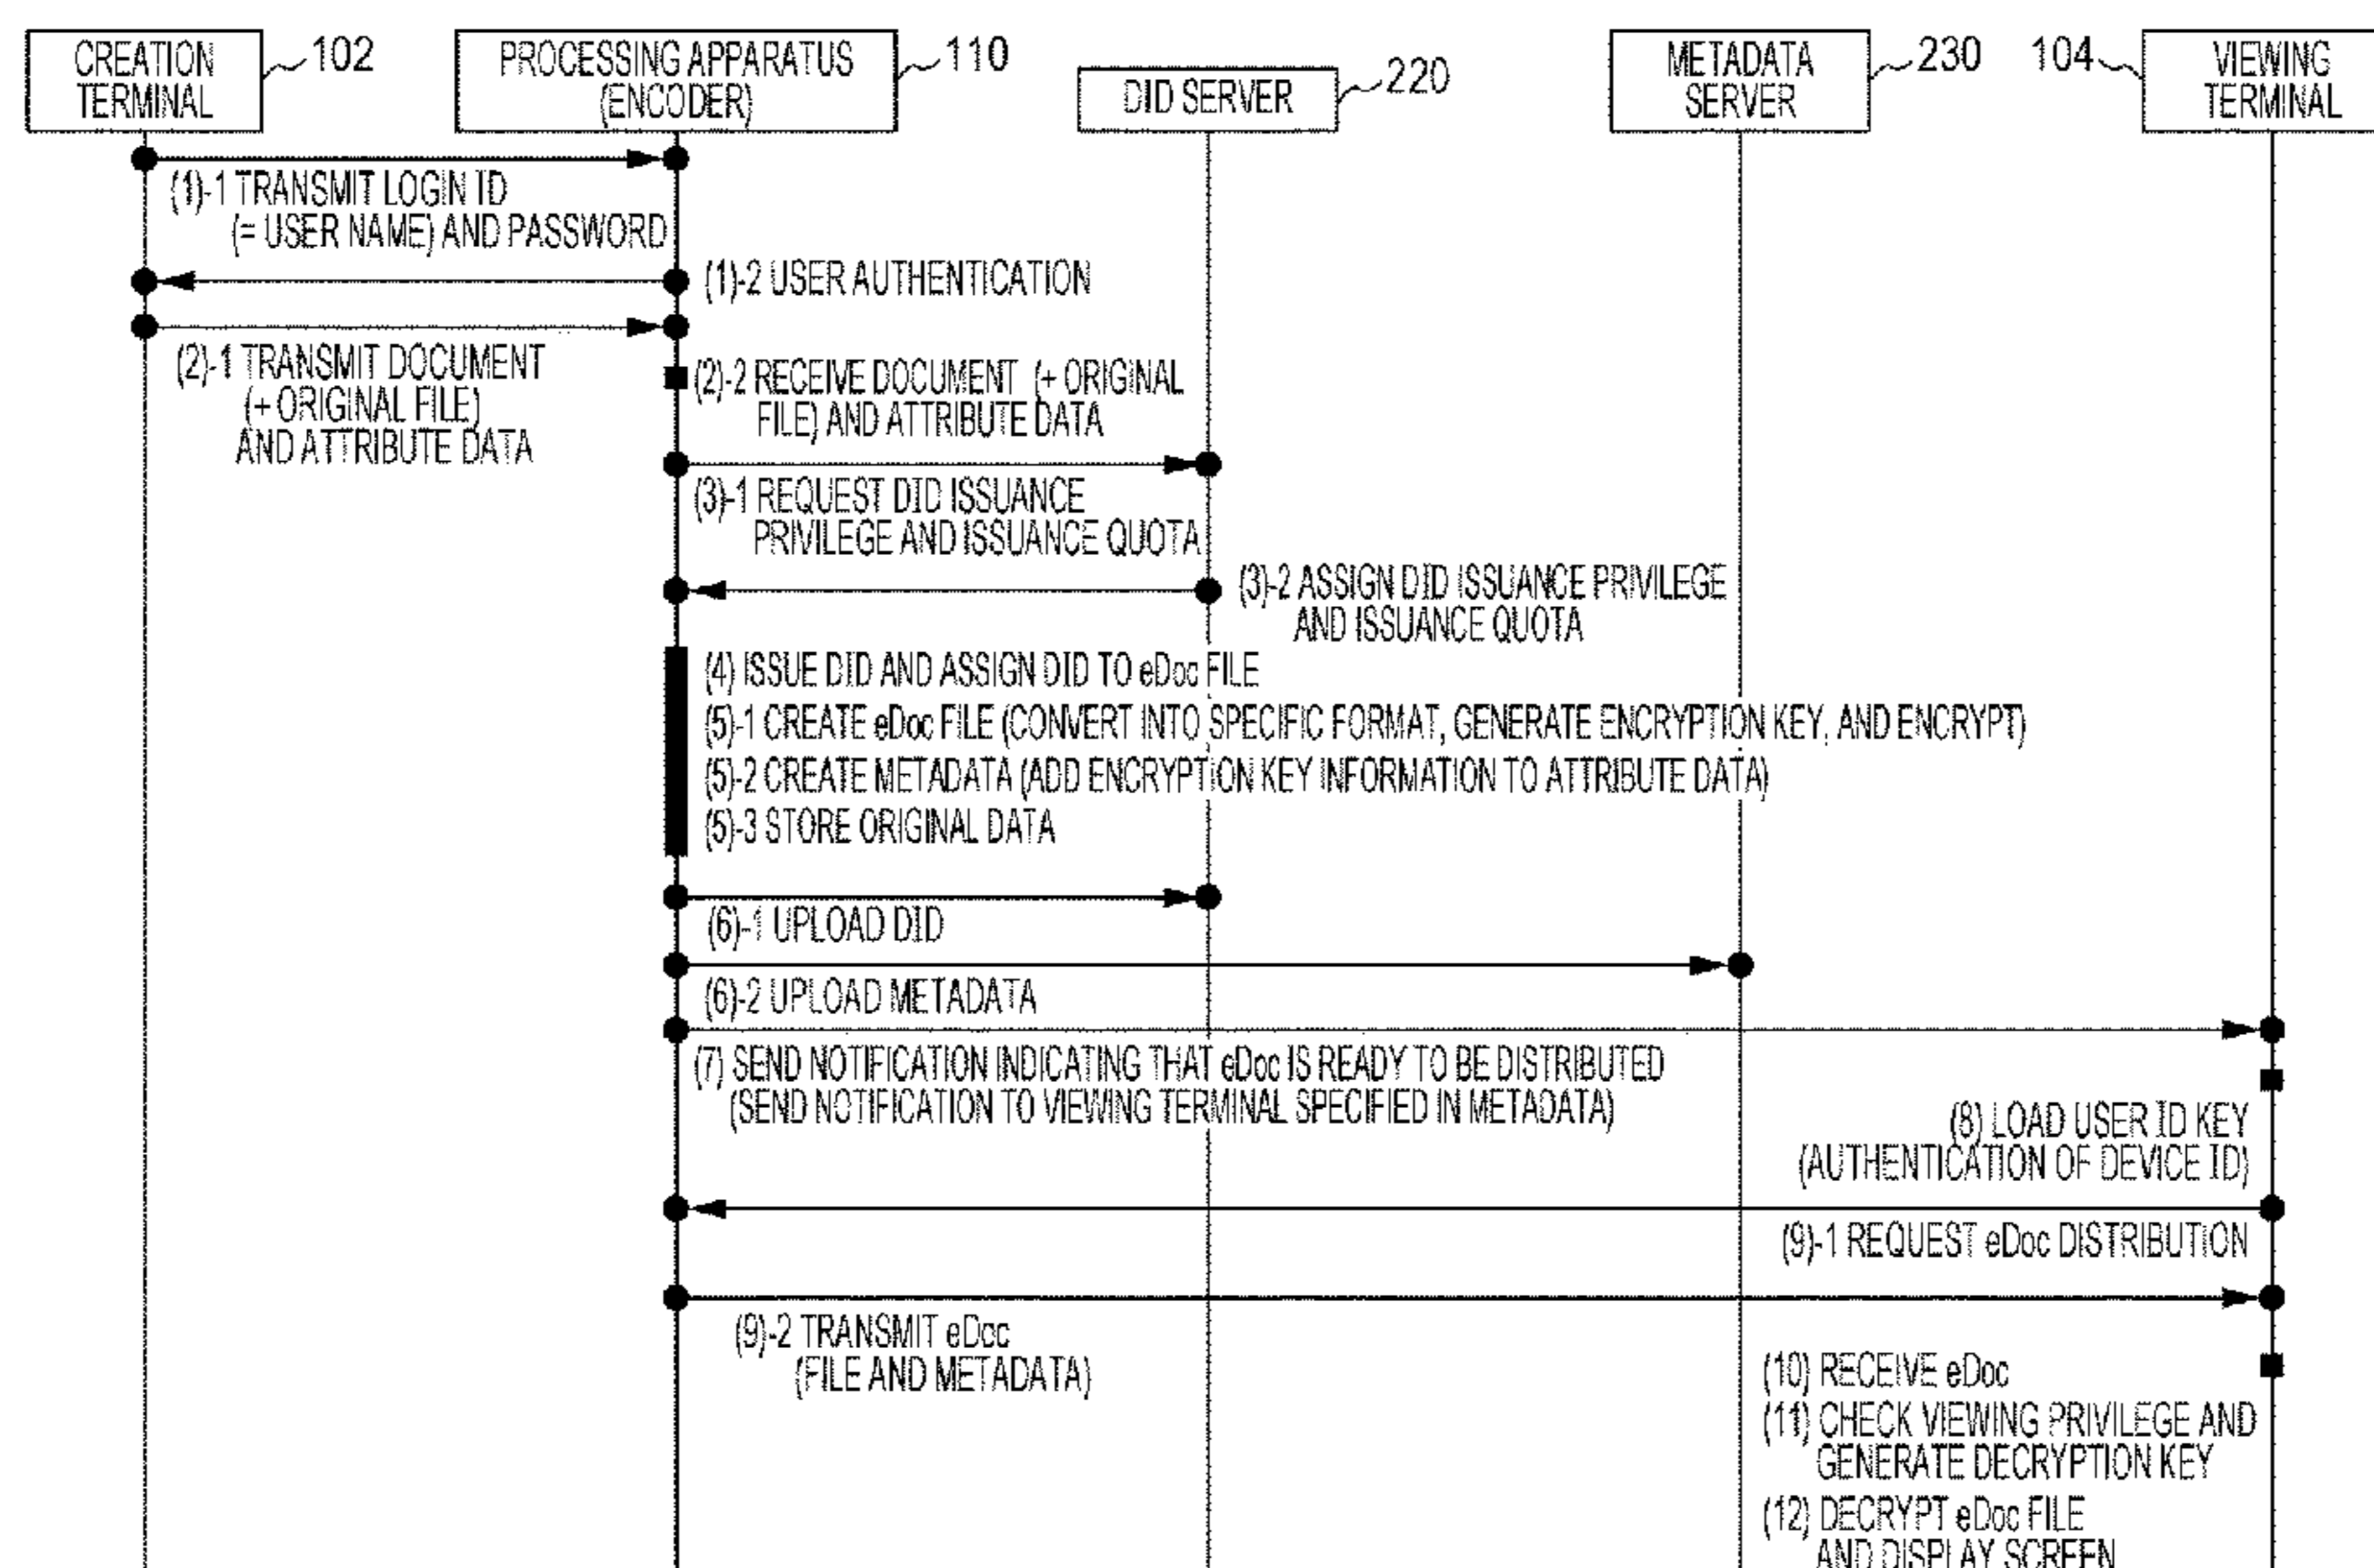 CREATION
TERMINAL
102
PROCESSING APPARATUS
(ENCODER)
110
DID SERVER
220
METADATA
SERVER
230
104
VIEWING
TERMINAL
(1)-1 TRANSMIT LOGIN ID
(= USER NAME) AND PASSWORD
(1)-2 USER AUTHENTICATION
(2)-1 TRANSMIT DOCUMENT
(+ ORIGINAL FILE)
AND ATTRIBUTE DATA
(2)-2 RECEIVE DOCUMENT (+ ORIGINAL
FILE) AND ATTRIBUTE DATA
(3)-1 REQUEST DID ISSUANCE
PRIVILEGE AND ISSUANCE QUOTA
(3)-2 ASSIGN DID ISSUANCE PRIVILEGE
AND ISSUANCE QUOTA
(4) ISSUE DID AND ASSIGN DID TO eDoc FILE
(5)-1 CREATE eDoc FILE (CONVERT INTO SPECIFIC FORMAT, GENERATE ENCRYPTION KEY, AND ENCRYPT)
(5)-2 CREATE METADATA (ADD ENCRYPTION KEY INFORMATION TO ATTRIBUTE DATA)
(5)-3 STORE ORIGINAL DATA
(6)-1 UPLOAD DID
(6)-2 UPLOAD METADATA
(7) SEND NOTIFICATION INDICATING THAT eDoc IS READY TO BE DISTRIBUTED
(SEND NOTIFICATION TO VIEWING TERMINAL SPECIFIED IN METADATA)
(8) LOAD USER ID KEY
(AUTHENTICATION OF DEVICE ID)
(9)-1 REQUEST eDoc DISTRIBUTION
(9)-2 TRANSMIT eDoc
(FILE AND METADATA)
(10) RECEIVE eDoc
(11) CHECK VIEWING PRIVILEGE AND
GENERATE DECRYPTION KEY
(12) DECRYPT eDoc FILE
AND DISPLAY SCREEN